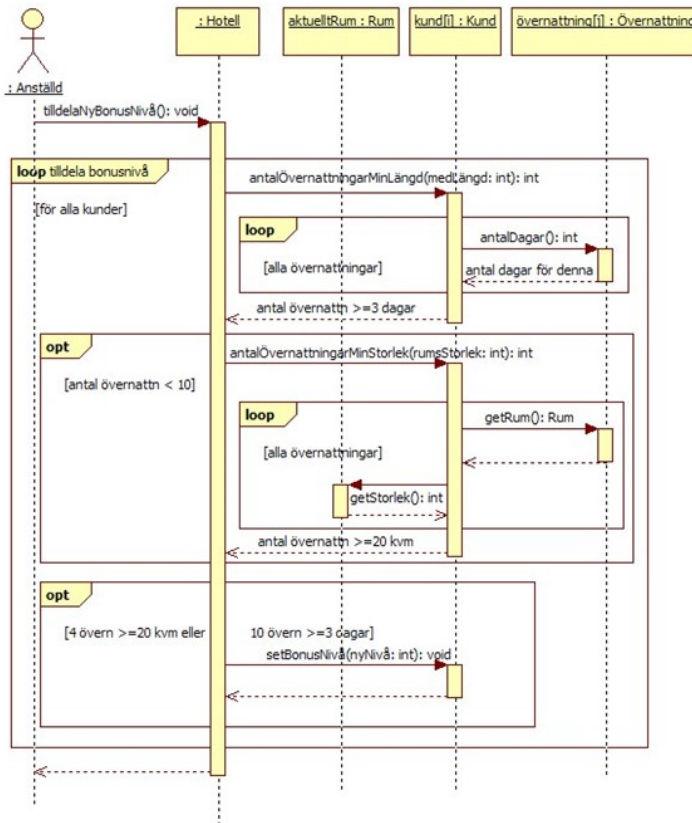 : Hotell
aktuelltRum : Rum
kund[i] : Kund
övernattning[j] : Övernattning
: Anställd
tilldelaNyBonusNivå(): void
loop tilldela bonusnivå
[för alla kunder]
antalÖvernattningarMinLängd(medLängd: int): int
loop
[alla övernattningar]
antalDagar(): int
antal dagar för denna
antal övernattn >=3 dagar
opt
[antal övernattn < 10]
antalÖvernattningarMinStorlek(rumsStorlek: int): int
loop
[alla övernattningar]
getRum(): Rum
getStorlek(): int
antal övernattn >=20 kvm
opt
[4 övern >=20 kvm eller 10 övern >=3 dagar]
setBonusNivå(nyNivå: int): void